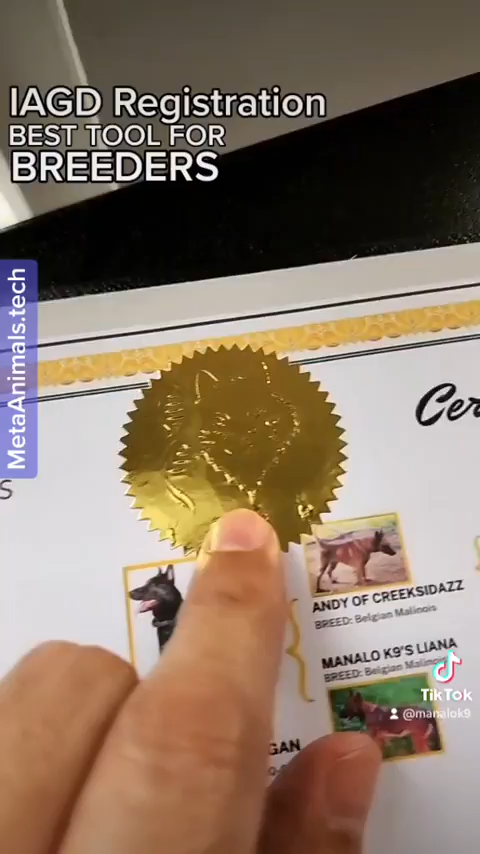 IAGD Registration
BEST TOOL FOR
BREEDERS
MetaAnimals.tech
S
Cer
ANDY OF CREEKSIDAZZ
BREED: Belgian Malinois
MANALO K9'S LIANA
BREED: Belgian Malino
GAN
TikTok
@manalok9